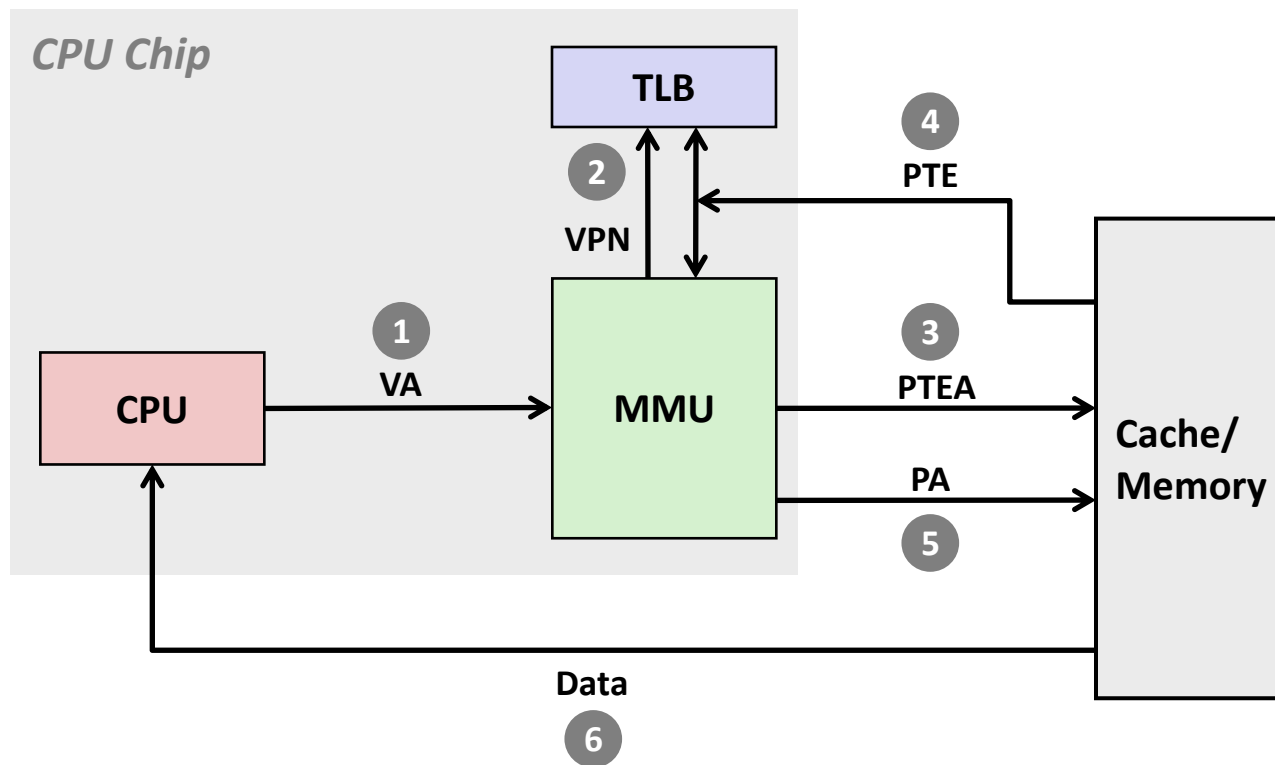 CPU Chip
TLB
4
PTE
2
VPN
1
VA
CPU
MMU
3
PTEA
Cache/
Memory
PA
5
Data
6